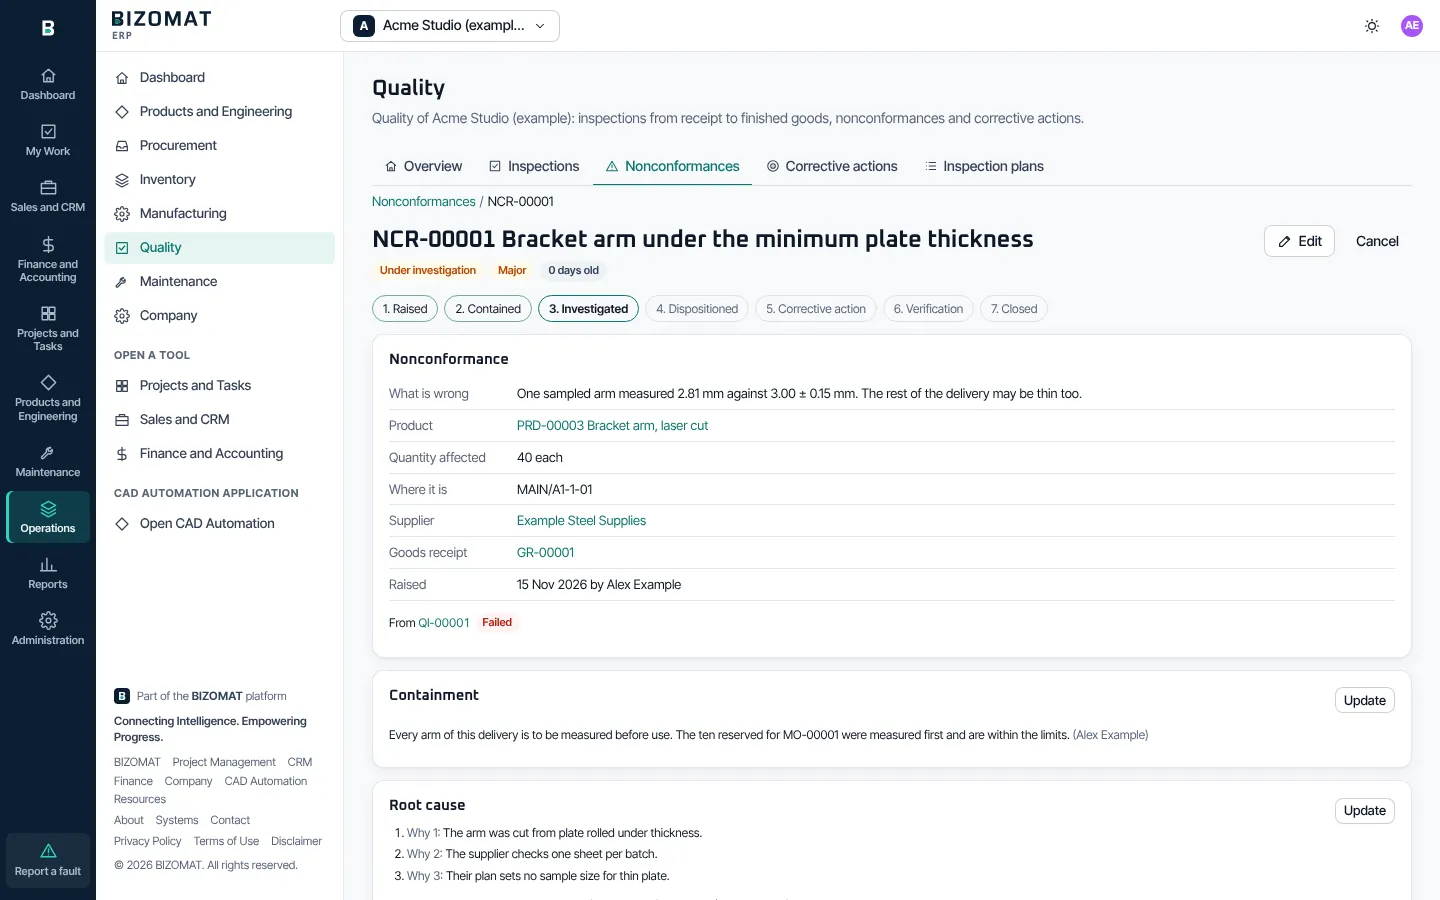 B
Dashboard
My Work
Sales and CRM
Finance and
Accounting
Projects and
Tasks
Products and
Engineering
Maintenance
Operations
Reports
Administration
Report a fault
BIZOMAT
ERP
A Acme Studio (exampl...
AE
Dashboard
Products and Engineering
Procurement
Inventory
Manufacturing
Quality
Maintenance
Company
OPEN A TOOL
Projects and Tasks
Sales and CRM
Finance and Accounting
CAD AUTOMATION APPLICATION
Open CAD Automation
B Part of the BIZOMAT platform
Connecting Intelligence. Empowering
Progress.
BIZOMAT Project Management CRM
Finance Company CAD Automation
Resources
About Systems Contact
Privacy Policy Terms of Use Disclaimer
© 2026 BIZOMAT. All rights reserved.
Quality
Quality of Acme Studio (example): inspections from receipt to finished goods, nonconformances and corrective actions.
Overview Inspections Nonconformances Corrective actions Inspection plans
Nonconformances / NCR-00001
NCR-00001 Bracket arm under the minimum plate thickness
Edit Cancel
Under investigation Major 0 days old
1. Raised 2. Contained 3. Investigated 4. Dispositioned 5. Corrective action 6. Verification 7. Closed
Nonconformance
What is wrong One sampled arm measured 2.81 mm against 3.00 ± 0.15 mm. The rest of the delivery may be thin too.
Product PRD-00003 Bracket arm, laser cut
Quantity affected 40 each
Where it is MAIN/A1-1-01
Supplier Example Steel Supplies
Goods receipt GR-00001
Raised 15 Nov 2026 by Alex Example
From QI-00001 Failed
Containment
Update
Every arm of this delivery is to be measured before use. The ten reserved for MO-00001 were measured first and are within the limits. (Alex Example)
Root cause
Update
1. Why 1: The arm was cut from plate rolled under thickness.
2. Why 2: The supplier checks one sheet per batch.
3. Why 3: Their plan sets no sample size for thin plate.